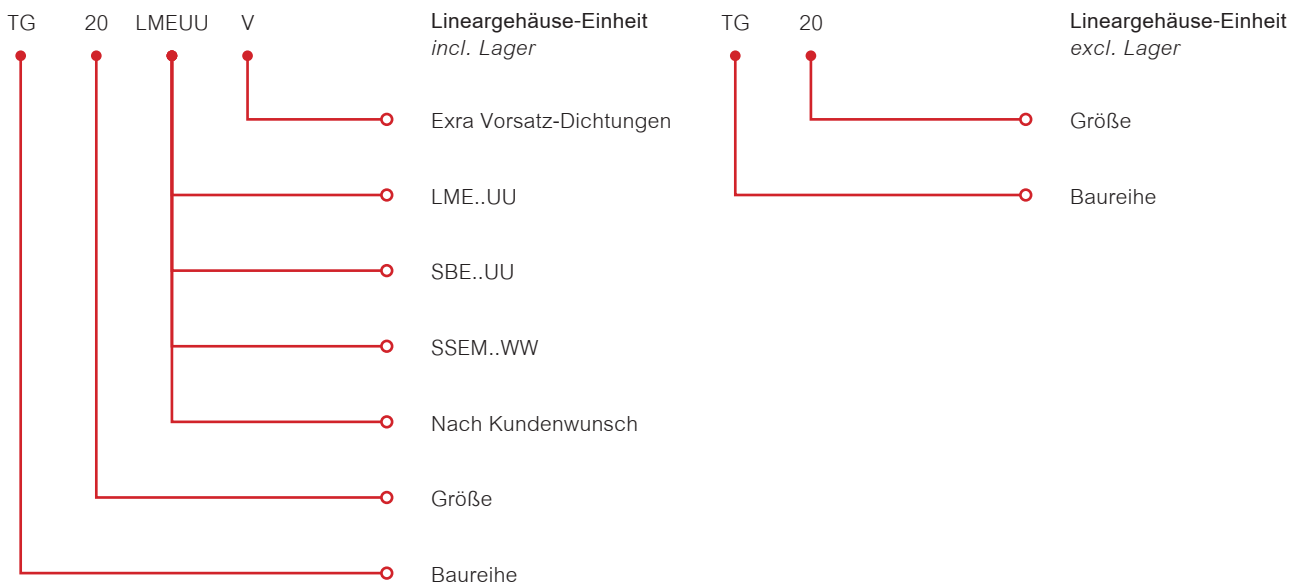 TG 20 LMEUU V
Lineargehäuse-Einheit
incl. Lager
Exra Vorsatz-Dichtungen
LME..UU
SBE..UU
SSEM..WW
Nach Kundenwunsch
Größe
Baureihe
TG 20
Lineargehäuse-Einheit
excl. Lager
Größe
Baureihe